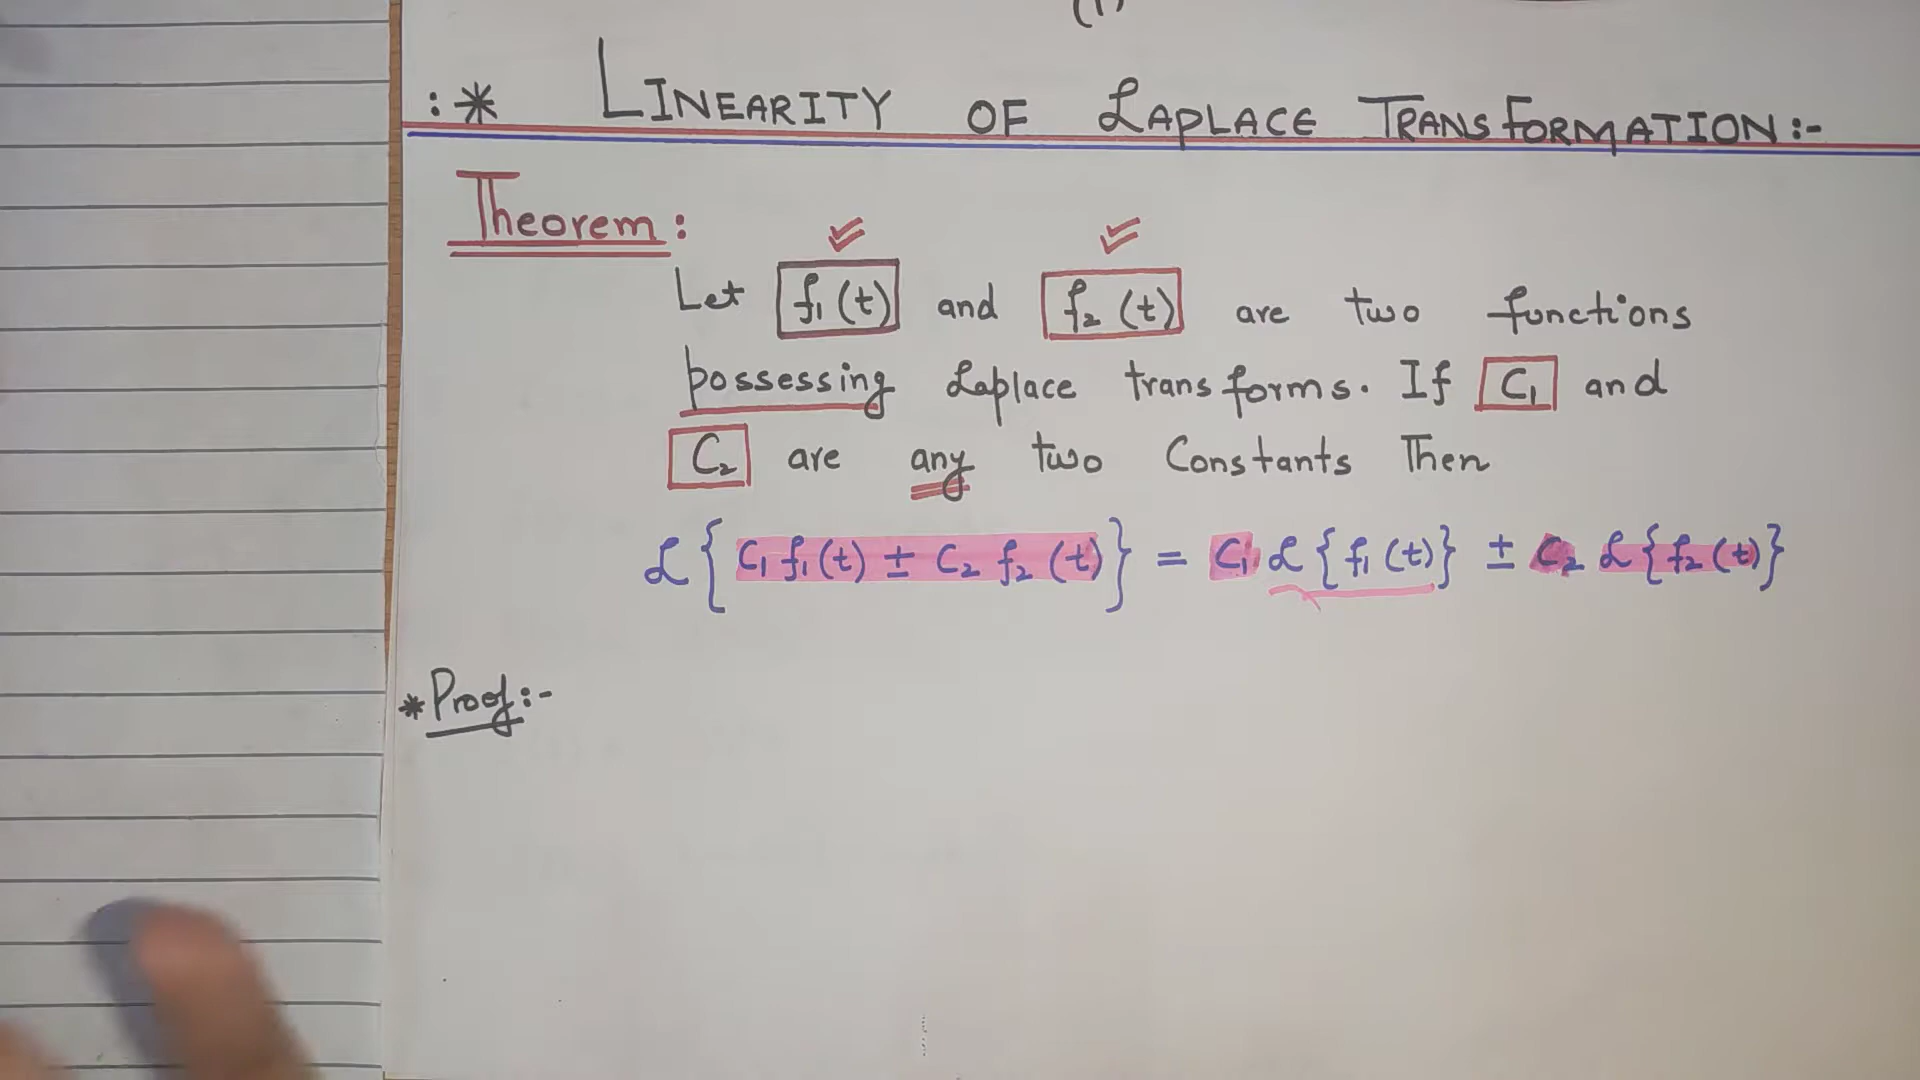 :* LINEARITY OF LAPLACE TRANSFORMATION:-
Theorem:
Let f₁(t) and f₂(t) are two functions
possessing Laplace transforms. If C₁ and
C₂ are any two Constants Then
ℒ{C₁ f₁(t) ± C₂ f₂(t)} = C₁ ℒ{f₁(t)} ± C₂ ℒ{f₂(t)}
*Proof:-